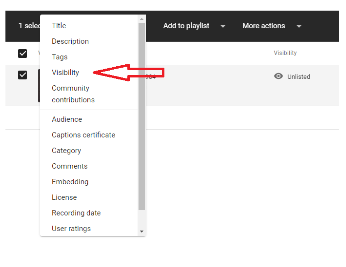 1 selec
Add to playlist
More actions
Title
Description
Tags
Visibility
Visibility
Community
contributions
984
Unlisted
Audience
Captions certificate
Category
Comments
Embedding
License
Recording date
User ratings